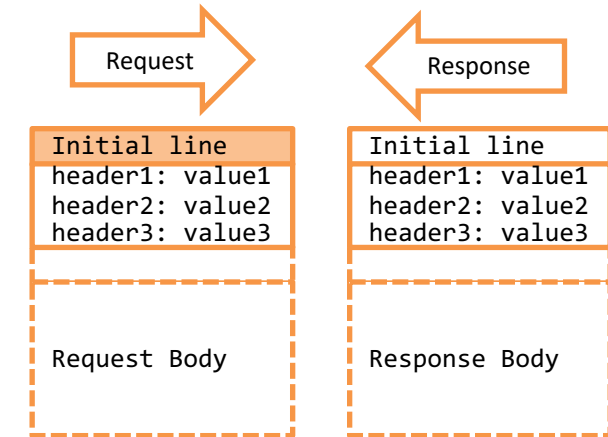 Request
Response
Initial line
header1: value1
header2: value2
header3: value3
Request Body
Initial line
header1: value1
header2: value2
header3: value3
Response Body